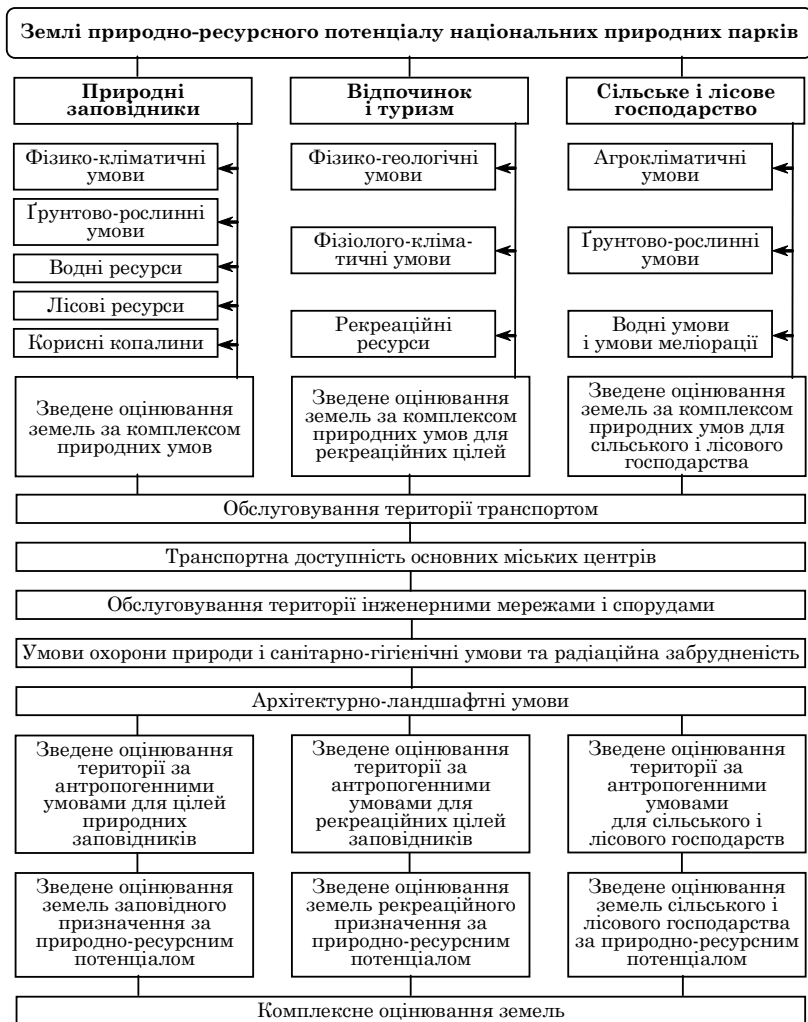 Землі природно-ресурсного потенціалу національних природних парків
Природні
заповідники
Фізико-кліматичні
умови
Ґрунтово-рослинні
умови
Водні ресурси
Лісові ресурси
Корисні копалини
Зведене оцінювання
земель за комплексом
природних умов
Відпочинок
і туризм
Фізико-геологічні
умови
Фізіолого-кліма-
тичні умови
Рекреаційні
ресурси
Зведене оцінювання
земель за комплексом
природних умов для
рекреаційних цілей
Сільське і лісове
господарство
Агрокліматичні
умови
Ґрунтово-рослинні
умови
Водні умови
і умови меліорації
Зведене оцінювання
земель за комплексом
природних умов для
сільського і лісового
господарства
Обслуговування території транспортом
Транспортна доступність основних міських центрів
Обслуговування території інженерними мережами і спорудами
Умови охорони природи і санітарно-гігієнічні умови та радіаційна забрудненість
Архітектурно-ландшафтні умови
Зведене оцінювання
території за
антропогенними
умовами для цілей
природних
заповідників
Зведене оцінювання
території за
антропогенними
умовами для
рекреаційних цілей
заповідників
Зведене оцінювання
території за
антропогенними
умовами
для сільського і
лісового господарств
Зведене оцінювання
земель заповідного
призначення за
природно-ресурсним
потенціалом
Зведене оцінювання
земель рекреаційного
призначення за
природно-ресурсним
потенціалом
Зведене оцінювання
земель сільського і
лісового господарства
за природно-ресурсним
потенціалом
Комплексне оцінювання земель